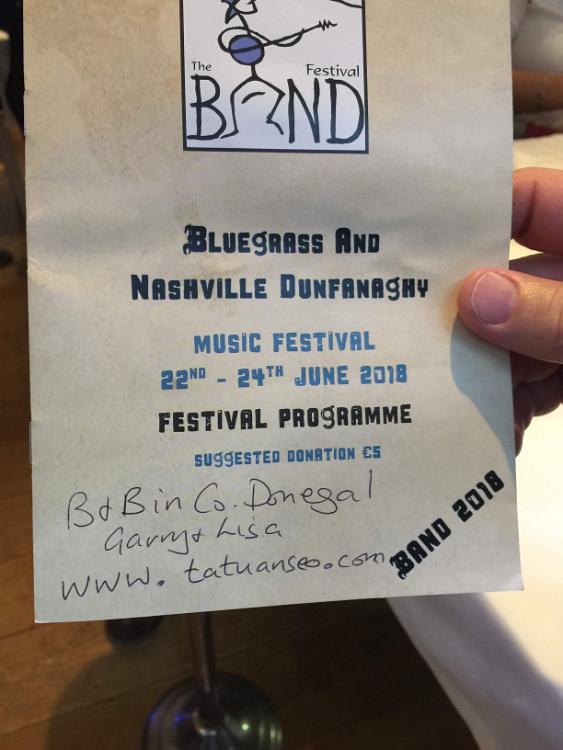 The Festival
BAND
Bluegrass And
Nashville Dunfanaghy
MUSIC FESTIVAL
22ND - 24TH JUNE 2018
FESTIVAL PROGRAMME
SUGGESTED DONATION €5
B+B in Co. Donegal
Garry + Lisa
www.tatuanseo.com
BAND 2018